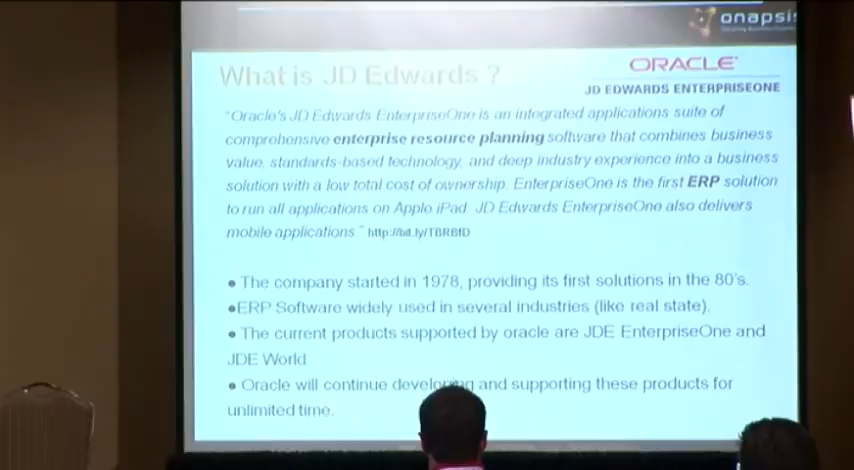 onapsis
What is JD Edwards ?
ORACLE
JD EDWARDS ENTERPRISEONE
"Oracle's JD Edwards EnterpriseOne is an integrated applications suite of
comprehensive enterprise resource planning software that combines business
value, standards-based technology, and deep industry experience into a business
solution with a low total cost of ownership. EnterpriseOne is the first ERP solution
to run all applications on Apple iPad. JD Edwards EnterpriseOne also delivers
mobile applications "
• The company started in 1978, providing its first solutions in the 80's.
•ERP Software widely used in several industries (like real state).
• The current products supported by oracle are JDE EnterpriseOne and
JDE World
• Oracle will continue developing and supporting these products for
unlimited time.